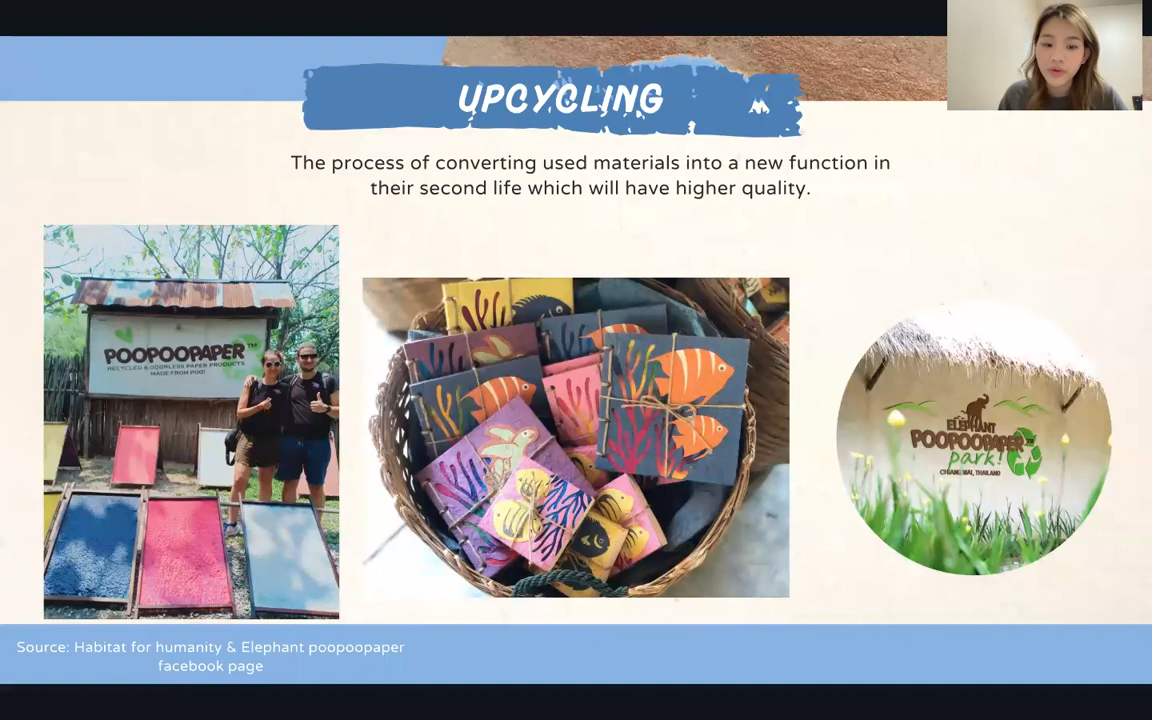 UPCYCLING
The process of converting used materials into a new function in
their second life which will have higher quality.
POOPOOPAPER™
RECYCLED & ODORLESS PAPER PRODUCTS
MADE FROM POO!
ELEPHANT
POOPOOPAPER™
park!
CHIANG MAI, THAILAND
Source: Habitat for humanity & Elephant poopoopaper
facebook page